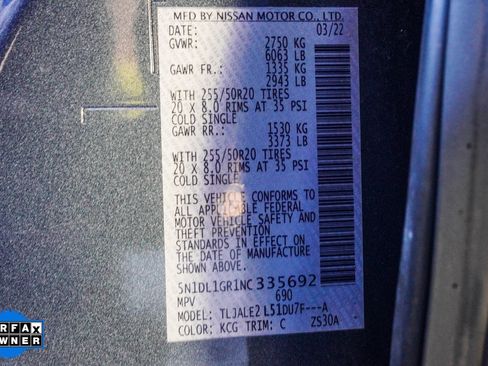 MFD BY NISSAN MOTOR CO., LTD.
DATE: 03/22
GVWR: 2750 KG
6063 LB
GAWR FR.: 1335 KG
2943 LB
WITH 255/50R20 TIRES
20 X 8.0 RIMS AT 35 PSI
COLD SINGLE
GAWR RR.: 1530 KG
3373 LB
WITH 255/50R20 TIRES
20 X 8.0 RIMS AT 35 PSI
COLD SINGLE
THIS VEHICLE CONFORMS TO
ALL APPLICABLE FEDERAL
MOTOR VEHICLE SAFETY AND
THEFT PREVENTION
STANDARDS IN EFFECT ON
THE DATE OF MANUFACTURE
SHOWN ABOVE.
5N1DL1GR1NC335692
MPV 690
MODEL: TLJALE2 L51DU7F---A
COLOR: KCG TRIM: C ZS30A
RFAX
WNER